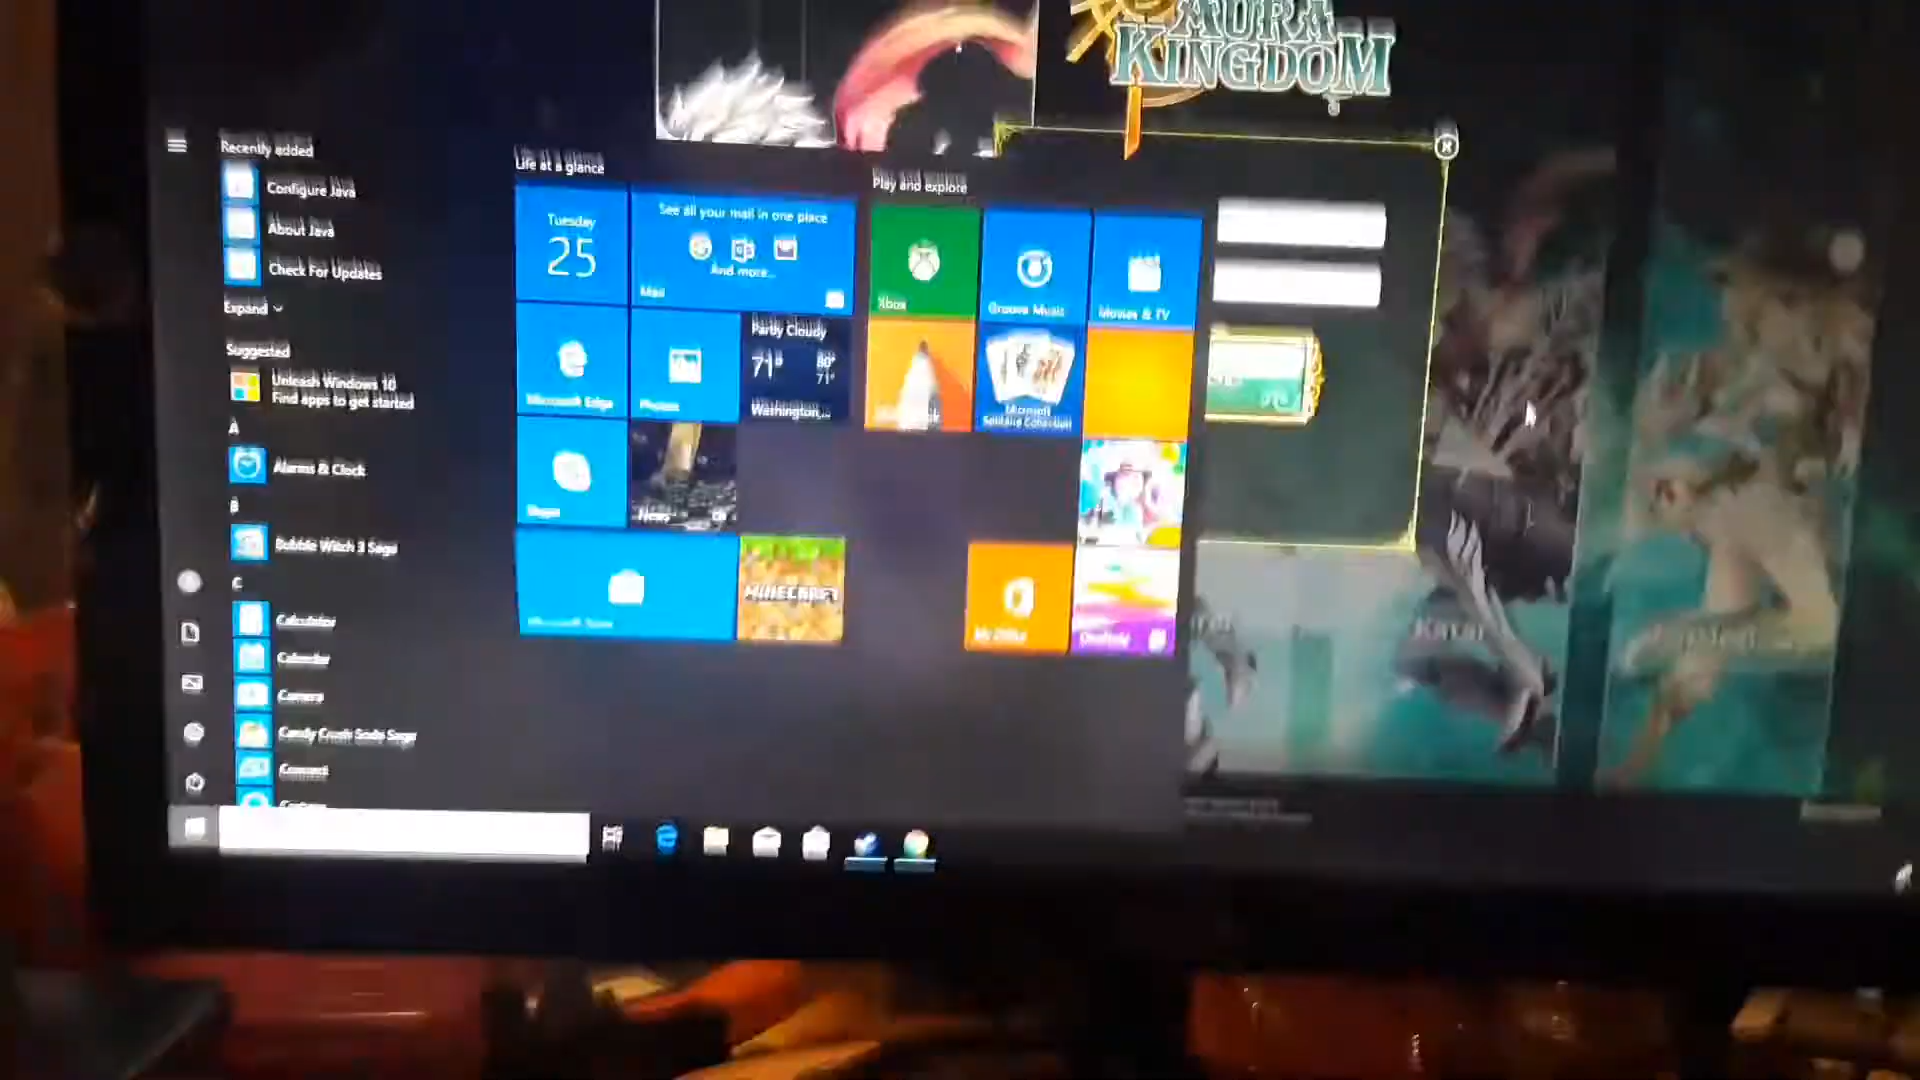 AURA
KINGDOM
Recently added
Configure Java
About Java
Check For Updates
Expand
Suggested
Unleash Windows 10
Find apps to get started
A
Alarms & Clock
B
Bubble Witch 3 Saga
C
Calculator
Calendar
Camera
Candy Crush Soda Saga
Connect
Life at a glance
Tuesday
25
See all your mail in one place
And more...
Mail
Microsoft Edge
Photos
Partly Cloudy
71°
80°
71°
Washington,...
Skype
News
Microsoft Store
MINECRAFT
Play and explore
Xbox
Groove Music
Movies & TV
Microsoft
Solitaire Collection
My Office
OneNote